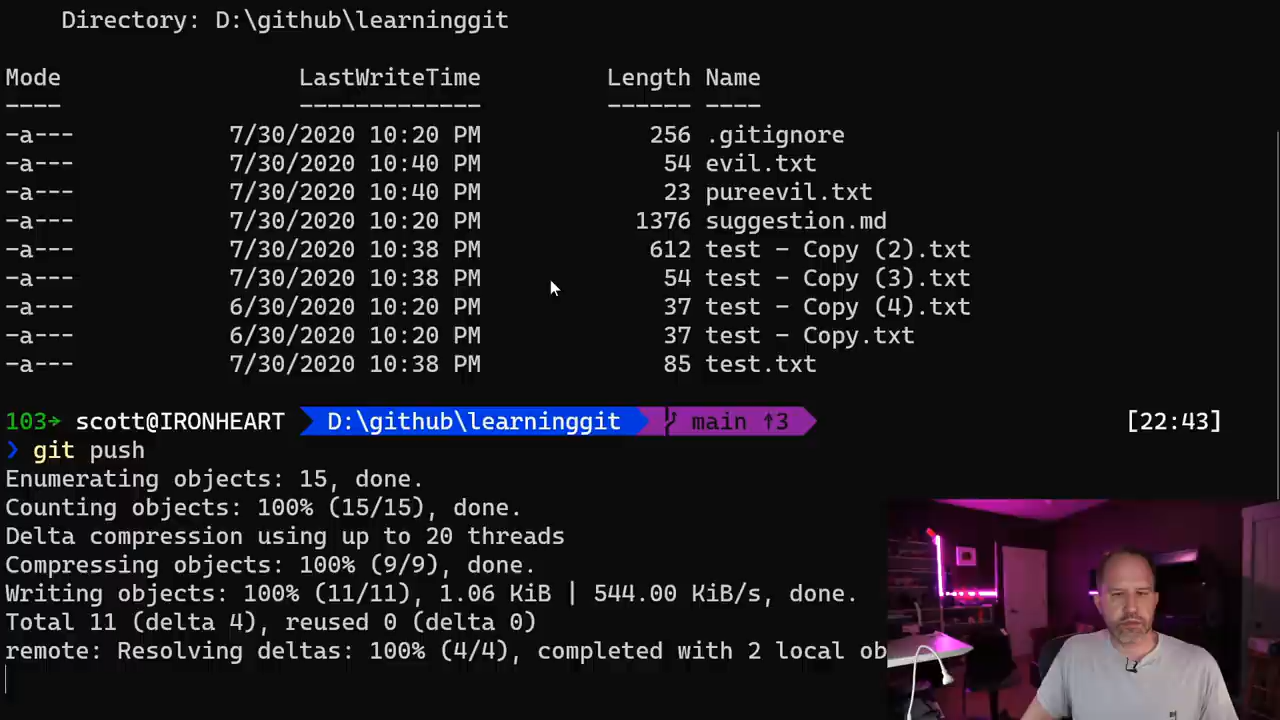 Directory: D:\github\learninggit
Mode LastWriteTime Length Name
---- ------------- ------ ----
-a--- 7/30/2020 10:20 PM 256 .gitignore
-a--- 7/30/2020 10:40 PM 54 evil.txt
-a--- 7/30/2020 10:40 PM 23 pureevil.txt
-a--- 7/30/2020 10:20 PM 1376 suggestion.md
-a--- 7/30/2020 10:38 PM 612 test - Copy (2).txt
-a--- 7/30/2020 10:38 PM 54 test - Copy (3).txt
-a--- 6/30/2020 10:20 PM 37 test - Copy (4).txt
-a--- 6/30/2020 10:20 PM 37 test - Copy.txt
-a--- 7/30/2020 10:38 PM 85 test.txt
103→ scott@IRONHEART D:\github\learninggit main ↑3 [22:43]
❯ git push
Enumerating objects: 15, done.
Counting objects: 100% (15/15), done.
Delta compression using up to 20 threads
Compressing objects: 100% (9/9), done.
Writing objects: 100% (11/11), 1.06 KiB | 544.00 KiB/s, done.
Total 11 (delta 4), reused 0 (delta 0)
remote: Resolving deltas: 100% (4/4), completed with 2 local ob